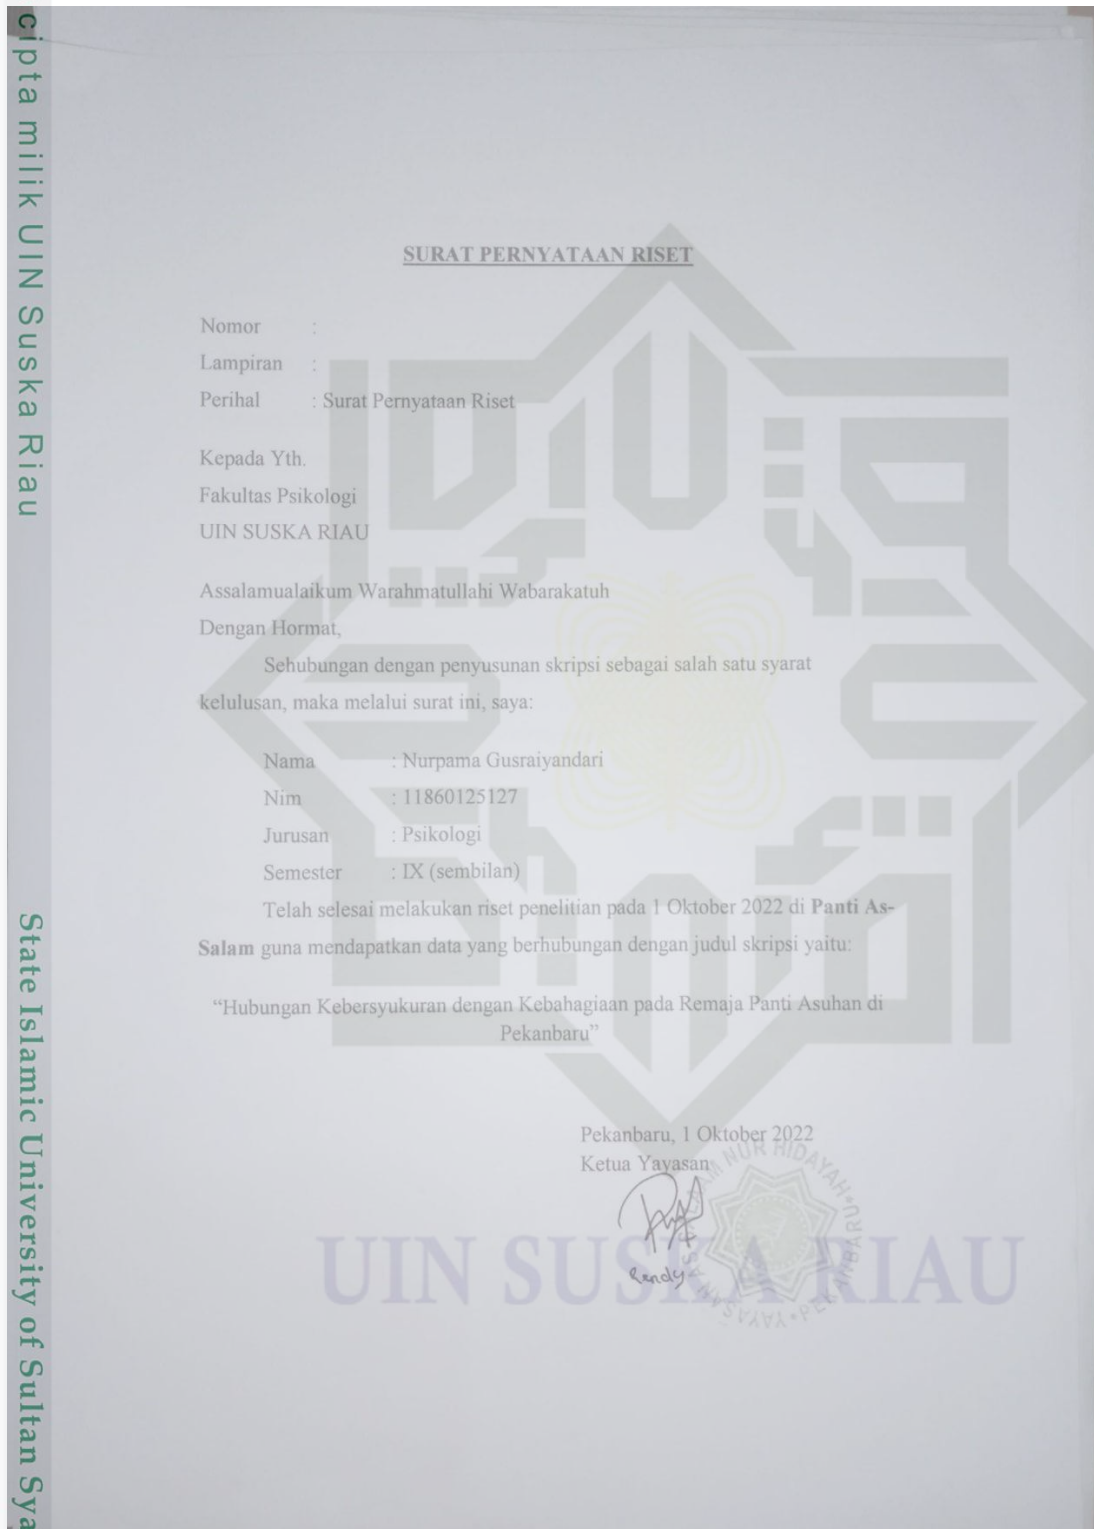 cipta milik UIN Suska Riau
State Islamic University of Sultan Sya
SURAT PERNYATAAN RISET
Nomor :
Lampiran :
Perihal : Surat Pernyataan Riset
Kepada Yth.
Fakultas Psikologi
UIN SUSKA RIAU
Assalamualaikum Warahmatullahi Wabarakatuh
Dengan Hormat,
Sehubungan dengan penyusunan skripsi sebagai salah satu syarat
kelulusan, maka melalui surat ini, saya:
Nama : Nurpama Gusraiyandari
Nim : 11860125127
Jurusan : Psikologi
Semester : IX (sembilan)
Telah selesai melakukan riset penelitian pada 1 Oktober 2022 di Panti As-
Salam guna mendapatkan data yang berhubungan dengan judul skripsi yaitu:
“Hubungan Kebersyukuran dengan Kebahagiaan pada Remaja Panti Asuhan di
Pekanbaru”
Pekanbaru, 1 Oktober 2022
Ketua Yayasan
Rendy
YAYASAN NUR HIDAYAH * PEKANBARU
UIN SUSKA RIAU